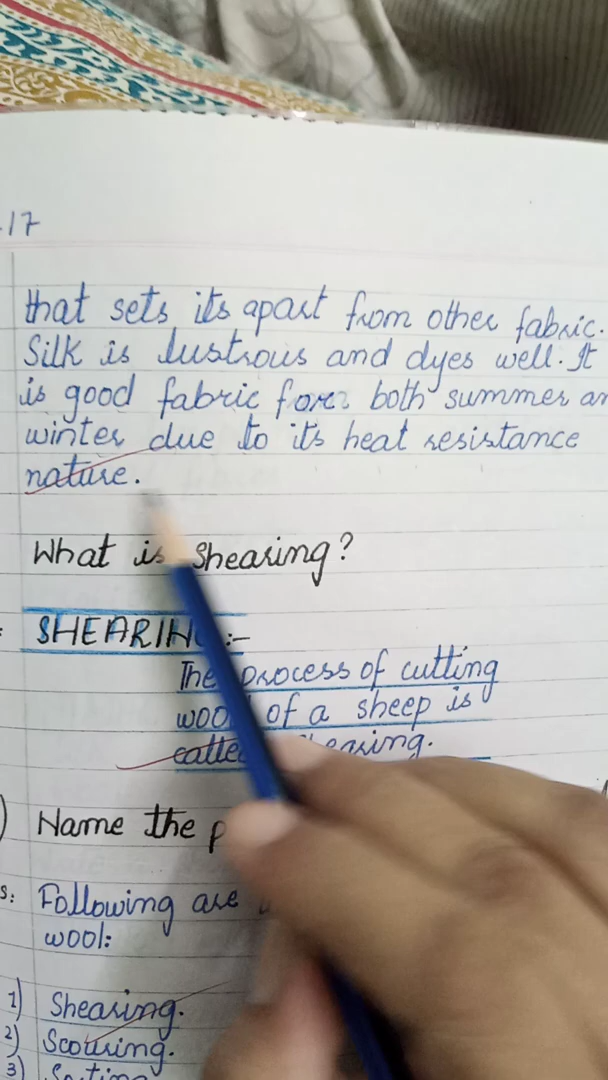 -17
that sets its apart from other fabric.
Silk is lustrous and dyes well. It
is good fabric for both summer an
winter due to its heat resistance
nature.
What is Shearing?
SHEARIN :-
The process of cutting
wool of a sheep is
called
Name the p
s: Following are
wool:
1) Shearing.
2) Scouring.
3)